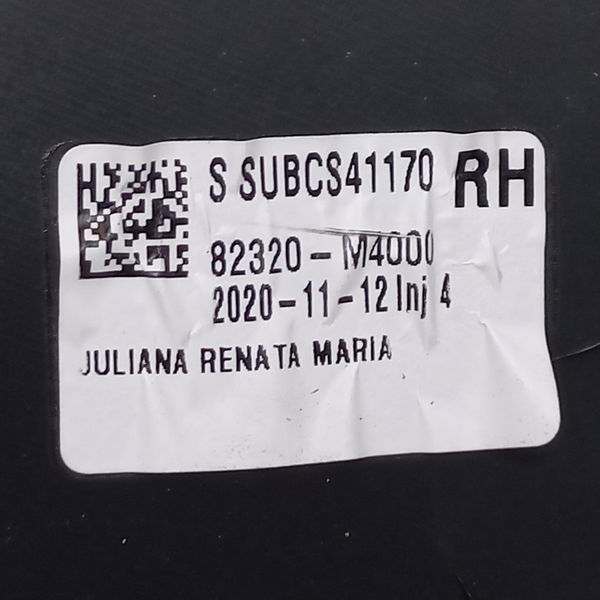 S SUBCS41170 RH
82320-M4000
2020-11-12 Inj 4
JULIANA RENATA MARIA